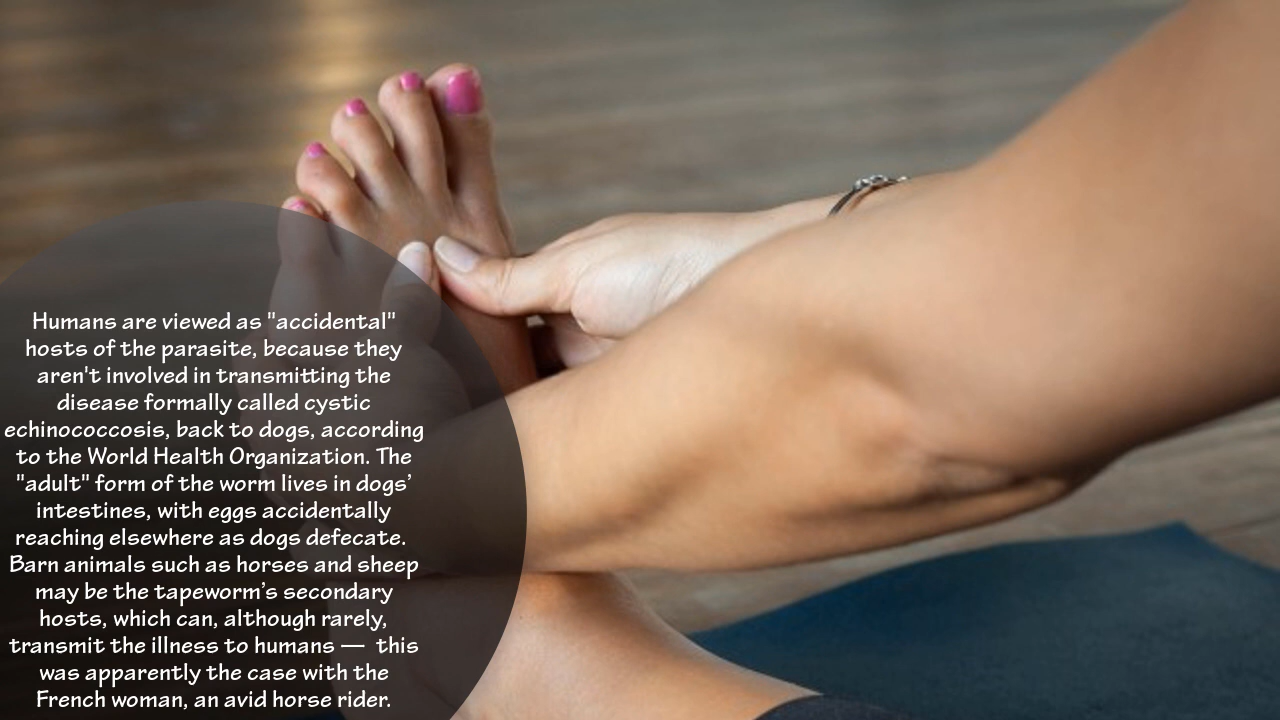 Humans are viewed as "accidental"
hosts of the parasite, because they
aren't involved in transmitting the
disease formally called cystic
echinococcosis, back to dogs, according
to the World Health Organization. The
"adult" form of the worm lives in dogs’
intestines, with eggs accidentally
reaching elsewhere as dogs defecate.
Barn animals such as horses and sheep
may be the tapeworm’s secondary
hosts, which can, although rarely,
transmit the illness to humans —  this
was apparently the case with the
French woman, an avid horse rider.